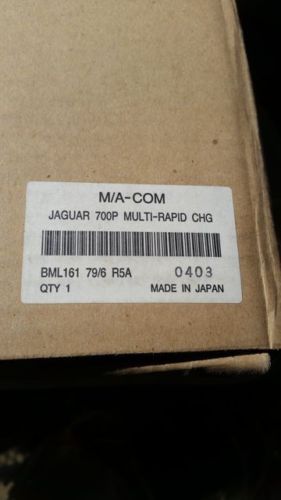 M/A-COM
JAGUAR 700P MULTI-RAPID CHG
BML161 79/6 R5A 0403
QTY 1 MADE IN JAPAN